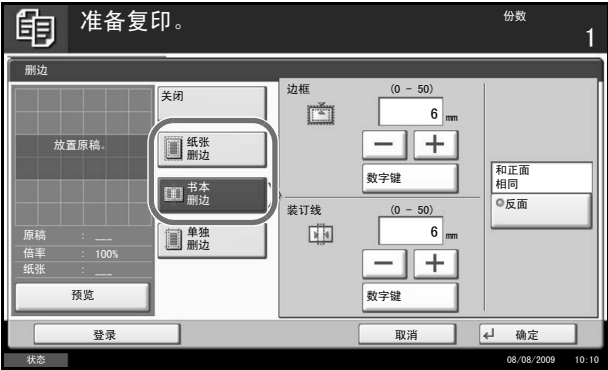 准备复印。
份数
1
删边
放置原稿。
原稿 : ___
倍率 : 100%
纸张 : ___
预览
关闭
纸张
删边
书本
删边
单独
删边
边框
(0 - 50)
6 mm
数字键
装订线
(0 - 50)
6 mm
数字键
和正面
相同
反面
登录
取消
确定
状态
08/08/2009 10:10